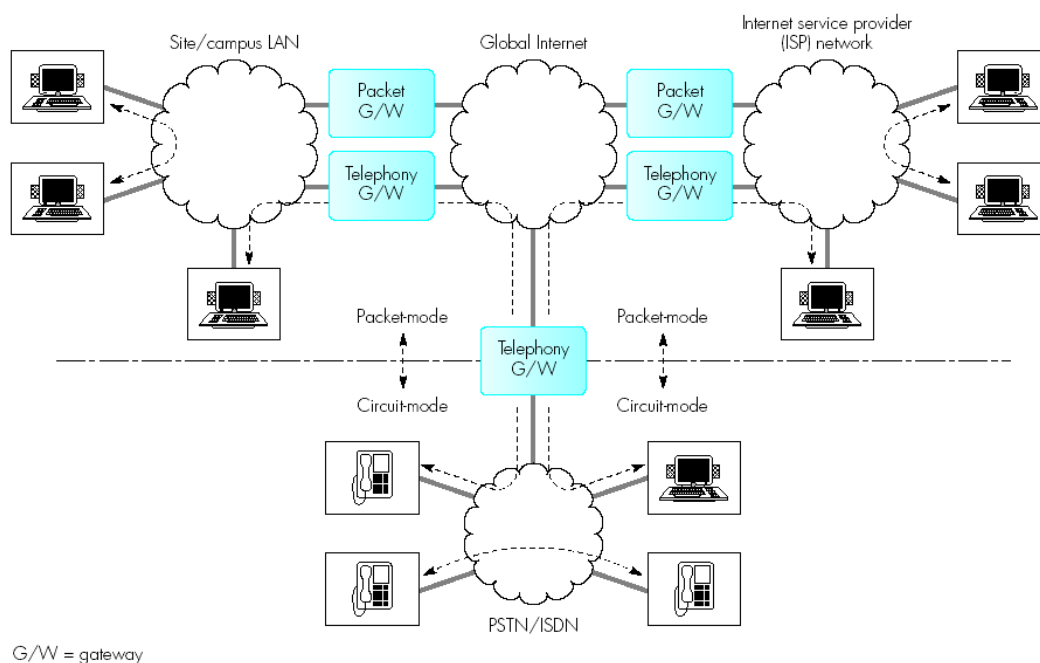 Site/campus LAN
Global Internet
Internet service provider
(ISP) network
Packet
G/W
Packet
G/W
Telephony
G/W
Telephony
G/W
Packet-mode
Packet-mode
Telephony
G/W
Circuit-mode
Circuit-mode
PSTN/ISDN
G/W = gateway